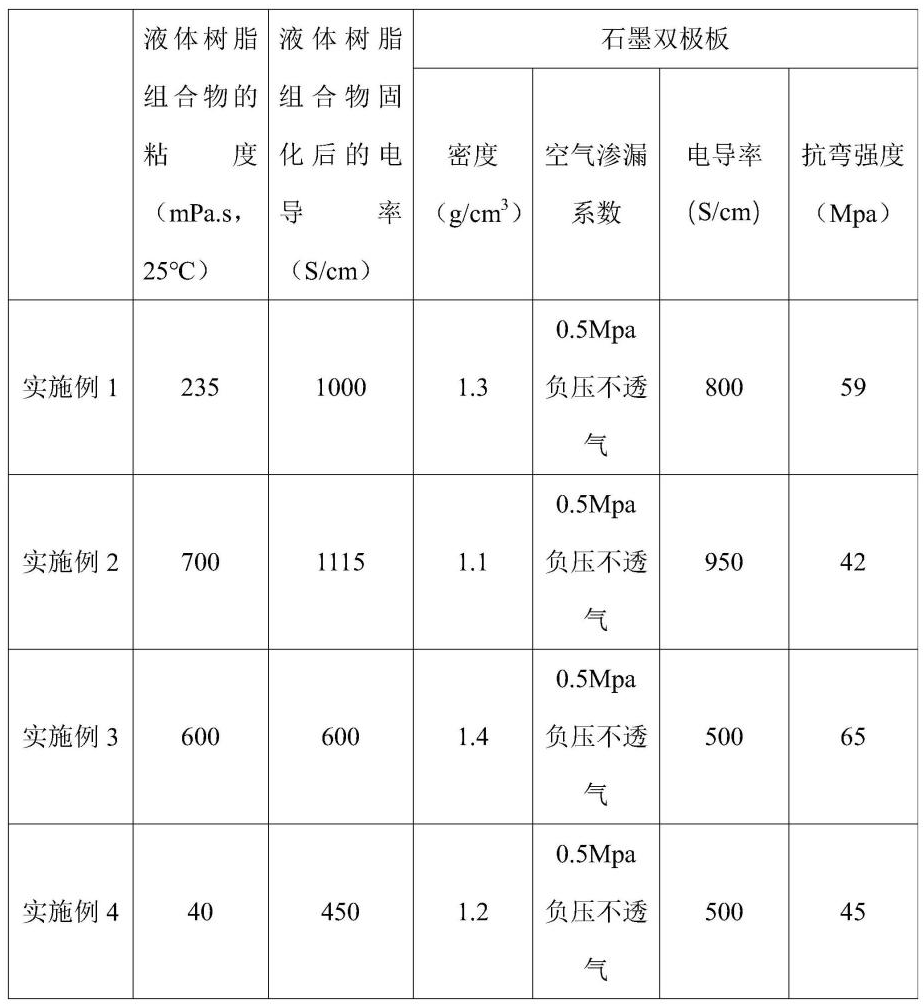 液体树脂
组合物的
粘度
（mPa.s，
25℃）
液体树脂
组合物固
化后的电
导率
（S/cm）
石墨双极板
密度
（g/cm³）
空气渗漏
系数
电导率
(S/cm)
抗弯强度
（Mpa）
实施例 1
235
1000
1.3
0.5Mpa
负压不透
气
800
59
实施例 2
700
1115
1.1
0.5Mpa
负压不透
气
950
42
实施例 3
600
600
1.4
0.5Mpa
负压不透
气
500
65
实施例 4
40
450
1.2
0.5Mpa
负压不透
气
500
45